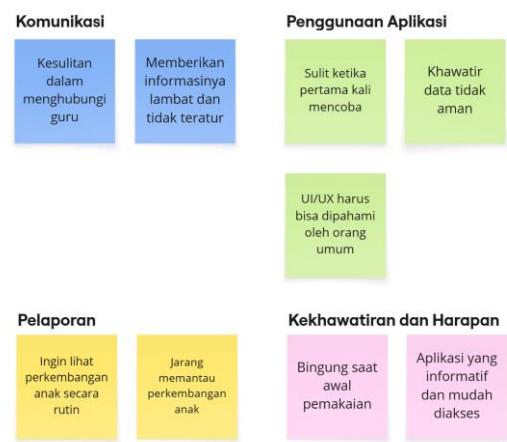 Komunikasi
Kesulitan
dalam
menghubungi
guru
Memberikan
informasinya
lambat dan
tidak teratur
Penggunaan Aplikasi
Sulit ketika
pertama kali
mencoba
Khawatir
data tidak
aman
UI/UX harus
bisa dipahami
oleh orang
umum
Pelaporan
Ingin lihat
perkembangan
anak secara
rutin
Jarang
memantau
perkembangan
anak
Kekhawatiran dan Harapan
Bingung saat
awal
pemakaian
Aplikasi yang
informatif
dan mudah
diakses